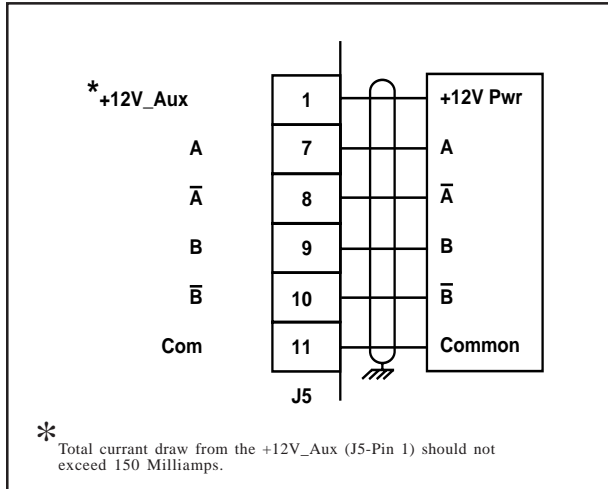 *+12V_Aux 1 +12V Pwr
A 7 A
A̅ 8 A̅
B 9 B
B̅ 10 B̅
Com 11 Common
J5
* Total currant draw from the +12V_Aux (J5-Pin 1) should not
exceed 150 Milliamps.